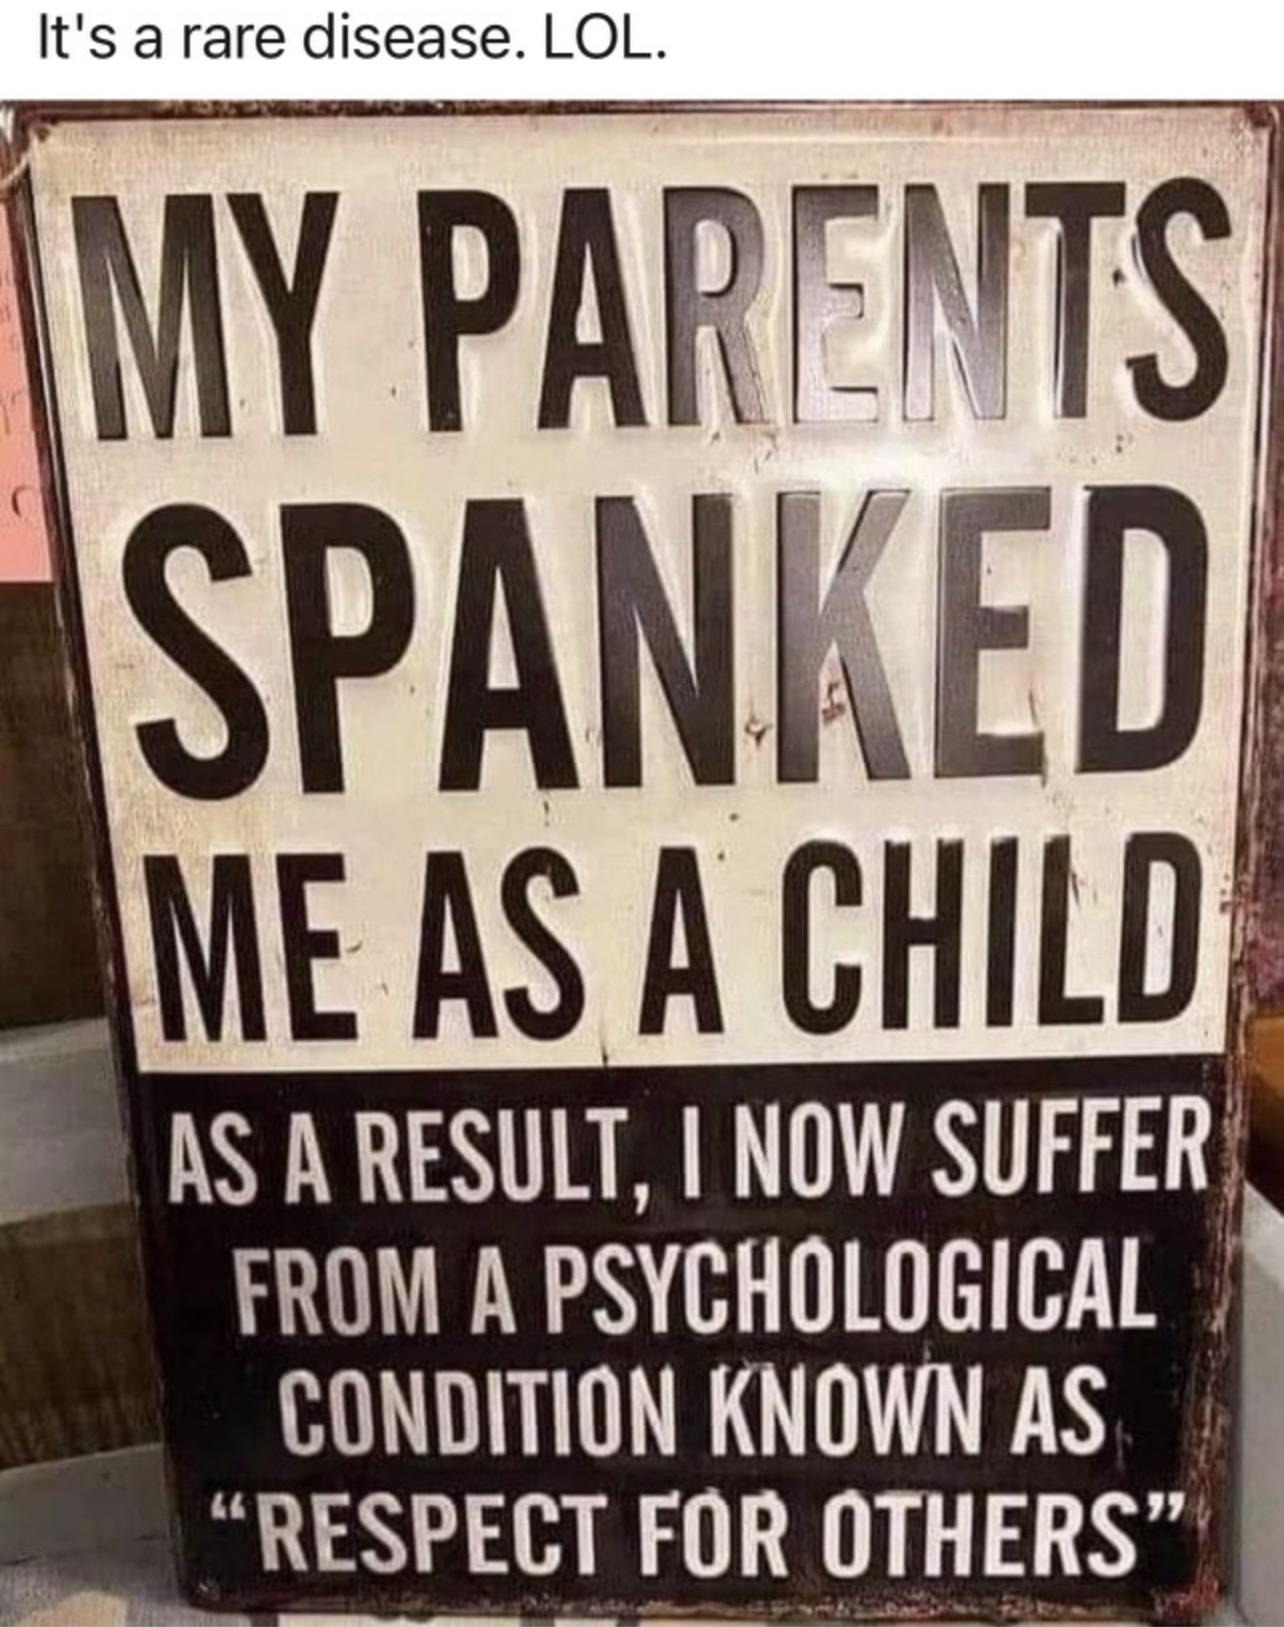 It's a rare disease. LOL.
MY PARENTS
SPANKED
ME AS A CHILD
AS A RESULT, I NOW SUFFER
FROM A PSYCHOLOGICAL
CONDITION KNOWN AS
“RESPECT FOR OTHERS”